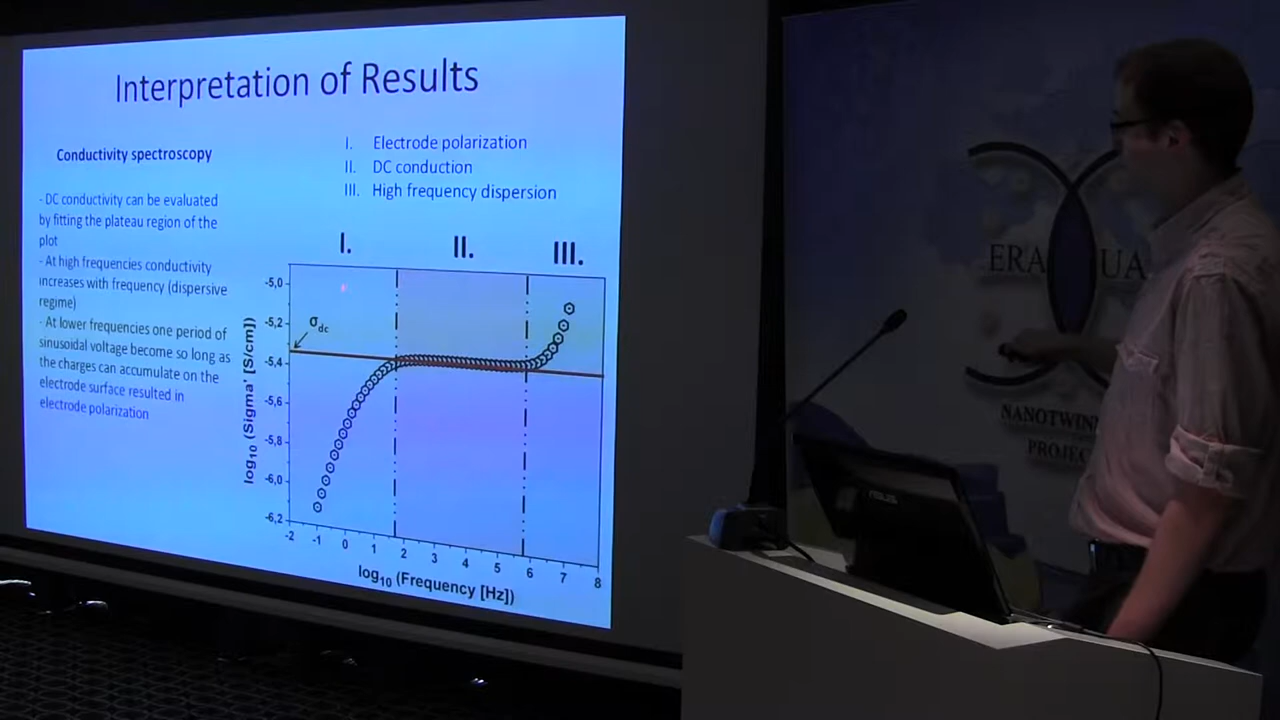 Interpretation of Results
Conductivity spectroscopy
- DC conductivity can be evaluated
by fitting the plateau region of the
plot
- At high frequencies conductivity
increases with frequency (dispersive
regime)
- At lower frequencies one period of
sinusoidal voltage become so long as
the charges can accumulate on the
electrode surface resulted in
electrode polarization
I. Electrode polarization
II. DC conduction
III. High frequency dispersion
I. II. III.
σdc
log10 (Sigma' [S/cm])
-5,0
-5,2
-5,4
-5,6
-5,8
-6,0
-6,2
-2 -1 0 1 2 3 4 5 6 7 8
log10 (Frequency [Hz])
ERA UA
NANOTWIN
PROJEC
ASUS